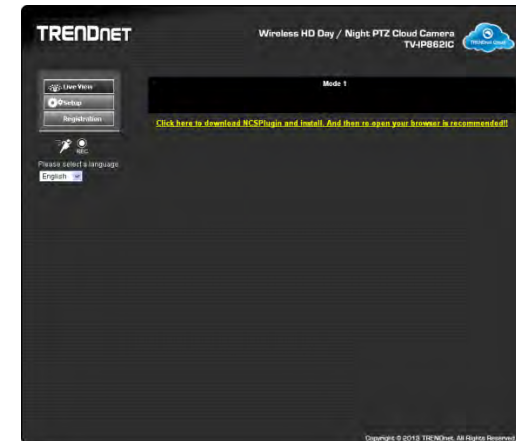 TRENDNET
Wireless HD Day / Night PTZ Cloud Camera
TV-IP862IC
TRENDnet Cloud
Live View
Setup
Registration
Mode 1
Click here to download NCSPlugin and install. And then re-open your browser is recommended!!
REC
Please select a language
English
Copyright © 2013 TRENDnet. All Rights Reserved.